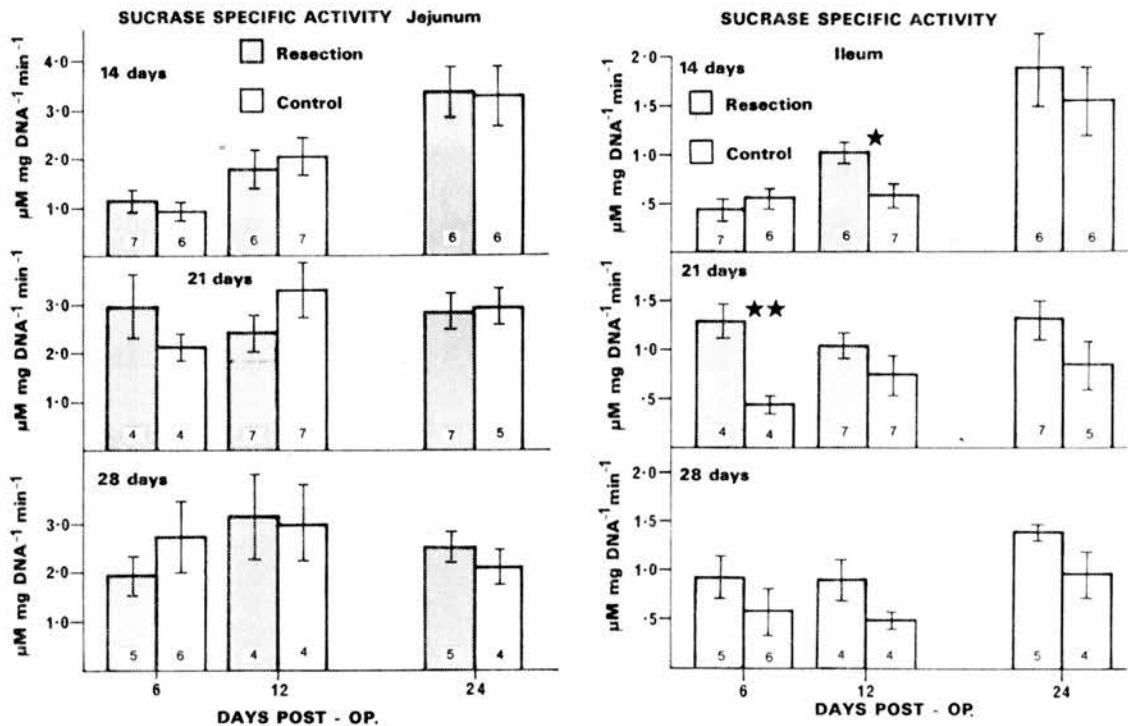 SUCRASE SPECIFIC ACTIVITY Jejunum
Resection
Control
14 days
µM mg DNA⁻¹ min⁻¹
4·0
3·0
2·0
1·0
7 6 6 7 6 6
21 days
µM mg DNA⁻¹ min⁻¹
3·0
2·0
1·0
4 4 7 7 7 5
28 days
µM mg DNA⁻¹ min⁻¹
3·0
2·0
1·0
5 6 4 4 5 4
6 12 24
DAYS POST - OP.
SUCRASE SPECIFIC ACTIVITY
Ileum
14 days
Resection
Control
µM mg DNA⁻¹ min⁻¹
2·0
1·5
1·0
·5
★
7 6 6 7 6 6
21 days
µM mg DNA⁻¹ min⁻¹
1·5
1·0
·5
★★
4 4 7 7 7 5
28 days
µM mg DNA⁻¹ min⁻¹
2·0
1·5
1·0
·5
5 6 4 4 5 4
6 12 24
DAYS POST - OP.